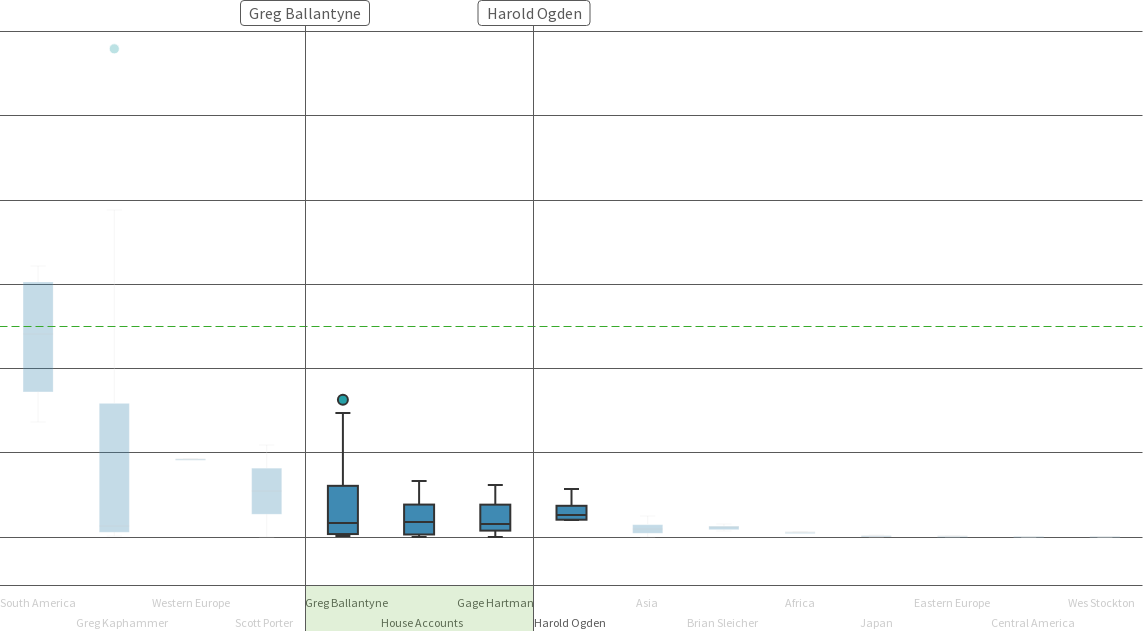 Greg Ballantyne Harold Ogden
South America Western Europe Greg Ballantyne Gage Hartman Asia Africa Eastern Europe Wes Stockton
Greg Kaphammer Scott Porter House Accounts Harold Ogden Brian Sleicher Japan Central America